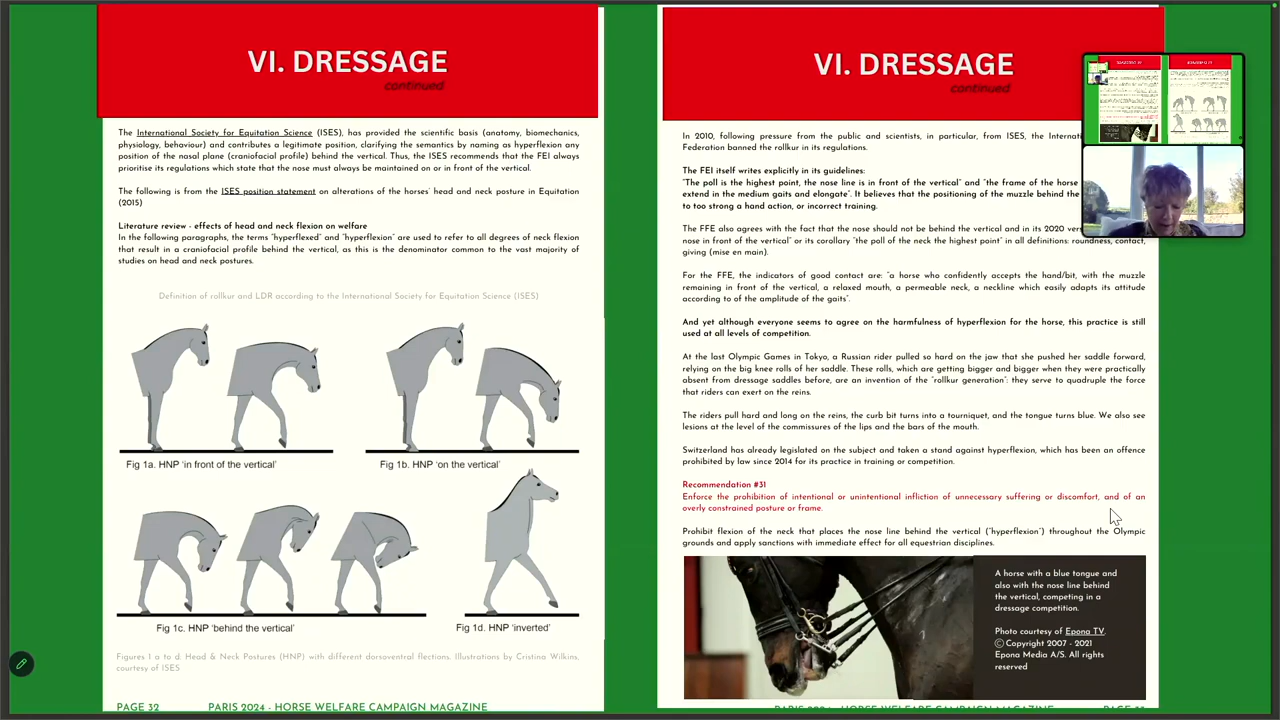 VI. DRESSAGE
continued
The International Society for Equitation Science (ISES), has provided the scientific basis (anatomy, biomechanics,
physiology, behaviour) and contributes a legitimate position, clarifying the semantics by naming as hyperflexion any
position of the nasal plane (craniofacial profile) behind the vertical. Thus, the ISES recommends that the FEI always
prioritise its regulations which state that the nose must always be maintained on or in front of the vertical.
The following is from the ISES position statement on alterations of the horses' head and neck posture in Equitation
(2015)
Literature review - effects of head and neck flexion on welfare
In the following paragraphs, the terms "hyperflexed" and "hyperflexion" are used to refer to all degrees of neck flexion
that result in a craniofacial profile behind the vertical, as this is the denominator common to the vast majority of
studies on head and neck postures.
Definition of rollkur and LDR according to the International Society for Equitation Science (ISES)
Fig 1a. HNP 'in front of the vertical'
Fig 1b. HNP 'on the vertical'
Fig 1c. HNP 'behind the vertical'
Fig 1d. HNP 'inverted'
Figures 1 a to d. Head & Neck Postures (HNP) with different dorsoventral flections. Illustrations by Cristina Wilkins,
courtesy of ISES
PAGE 32 PARIS 2024 - HORSE WELFARE CAMPAIGN MAGAZINE
VI. DRESSAGE
continued
In 2010, following pressure from the public and scientists, in particular, from ISES, the
Federation banned the rollkur in its regulations.
The FEI itself writes explicitly in its guidelines:
"The poll is the highest point, the nose line is in front of the vertical" and "the frame of the horse
extend in the medium gaits and elongate". It believes that the positioning of the muzzle behind the
to too strong a hand action, or incorrect training.
The FFE also agrees with the fact that the nose should not be behind the vertical and in its 2020
nose in front of the vertical" or its corollary "the poll of the neck the highest point" in all definitions: roundness, contact,
giving (mise en main).
For the FFE, the indicators of good contact are: "a horse who confidently accepts the hand/bit, with the muzzle
remaining in front of the vertical, a relaxed mouth, a permeable neck, a neckline which easily adapts its attitude
according to of the amplitude of the gaits".
And yet although everyone seems to agree on the harmfulness of hyperflexion for the horse, this practice is still
used at all levels of competition.
At the last Olympic Games in Tokyo, a Russian rider pulled so hard on the jaw that she pushed her saddle forward,
relying on the big knee rolls of her saddle. These rolls, which are getting bigger and bigger when they were practically
absent from dressage saddles before, are an invention of the "rollkur generation": they serve to quadruple the force
that riders can exert on the reins.
The riders pull hard and long on the reins, the curb bit turns into a tourniquet, and the tongue turns blue. We also see
lesions at the level of the commissures of the lips and the bars of the mouth.
Switzerland has already legislated on the subject and taken a stand against hyperflexion, which has been an offence
prohibited by law since 2014 for its practice in training or competition.
Recommendation #31
Enforce the prohibition of intentional or unintentional infliction of unnecessary suffering or discomfort, and of an
overly constrained posture or frame.
Prohibit flexion of the neck that places the nose line behind the vertical ("hyperflexion") throughout the Olympic
grounds and apply sanctions with immediate effect for all equestrian disciplines.
A horse with a blue tongue and
also with the nose line behind
the vertical, competing in a
dressage competition.
Photo courtesy of Epona TV.
© Copyright 2007 - 2021
Epona Media A/S. All rights
reserved